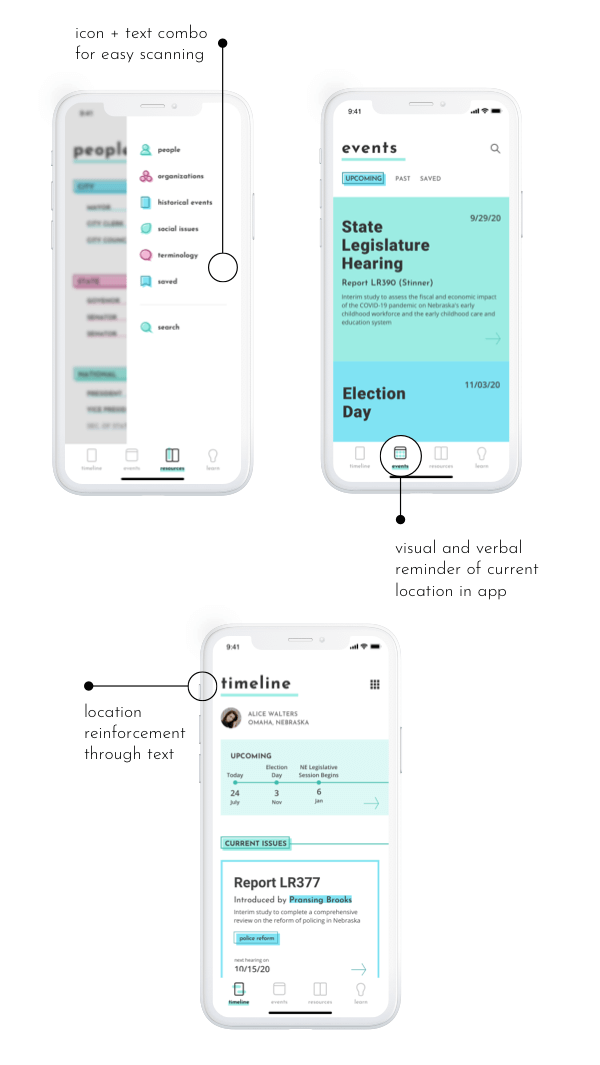 icon + text combo
for easy scanning
9:41
people
CITY
MAYOR
CITY CLERK
CITY COUNC
STATE
GOVENOR
SENATOR
SENATOR
NATIONAL
PRESIDENT
VICE PRESID
SEC. OF STAT
people
organizations
historical events
social issues
terminology
saved
search
timeline events resources learn
9:41
events
UPCOMING PAST SAVED
9/29/20
State
Legislature
Hearing
Report LR390 (Stinner)
Interim study to assess the fiscal and economic impact
of the COVID-19 pandemic on Nebraska's early
childhood workforce and the early childhood care and
education system
11/03/20
Election
Day
timeline events resources learn
visual and verbal
reminder of current
location in app
9:41
timeline
location
reinforcement
through text
ALICE WALTERS
OMAHA, NEBRASKA
UPCOMING
Today Election Day NE Legislative Session Begins
24 3 6
July Nov Jan
CURRENT ISSUES
Report LR377
Introduced by Pransing Brooks
Interim study to complete a comprehensive
review on the reform of policing in Nebraska
police reform
next hearing on
10/15/20
timeline events resources learn